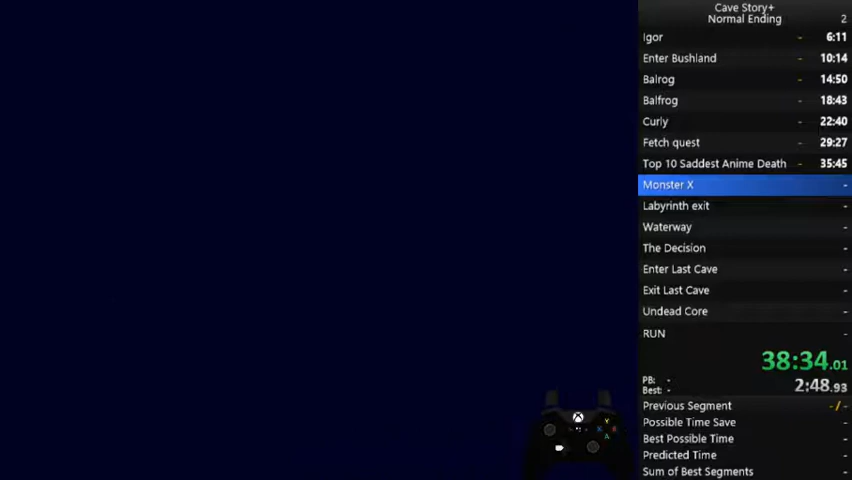 Cave Story+
Normal Ending 2
Igor - 6:11
Enter Bushland - 10:14
Balrog - 14:50
Balfrog - 18:43
Curly - 22:40
Fetch quest - 29:27
Top 10 Saddest Anime Death - 35:45
Monster X -
Labyrinth exit -
Waterway -
The Decision -
Enter Last Cave -
Exit Last Cave -
Undead Core -
RUN -
38:34.01
PB: -
Best: - 2:48.93
Previous Segment -/-
Possible Time Save -
Best Possible Time -
Predicted Time -
Sum of Best Segments -
Y
X B
A